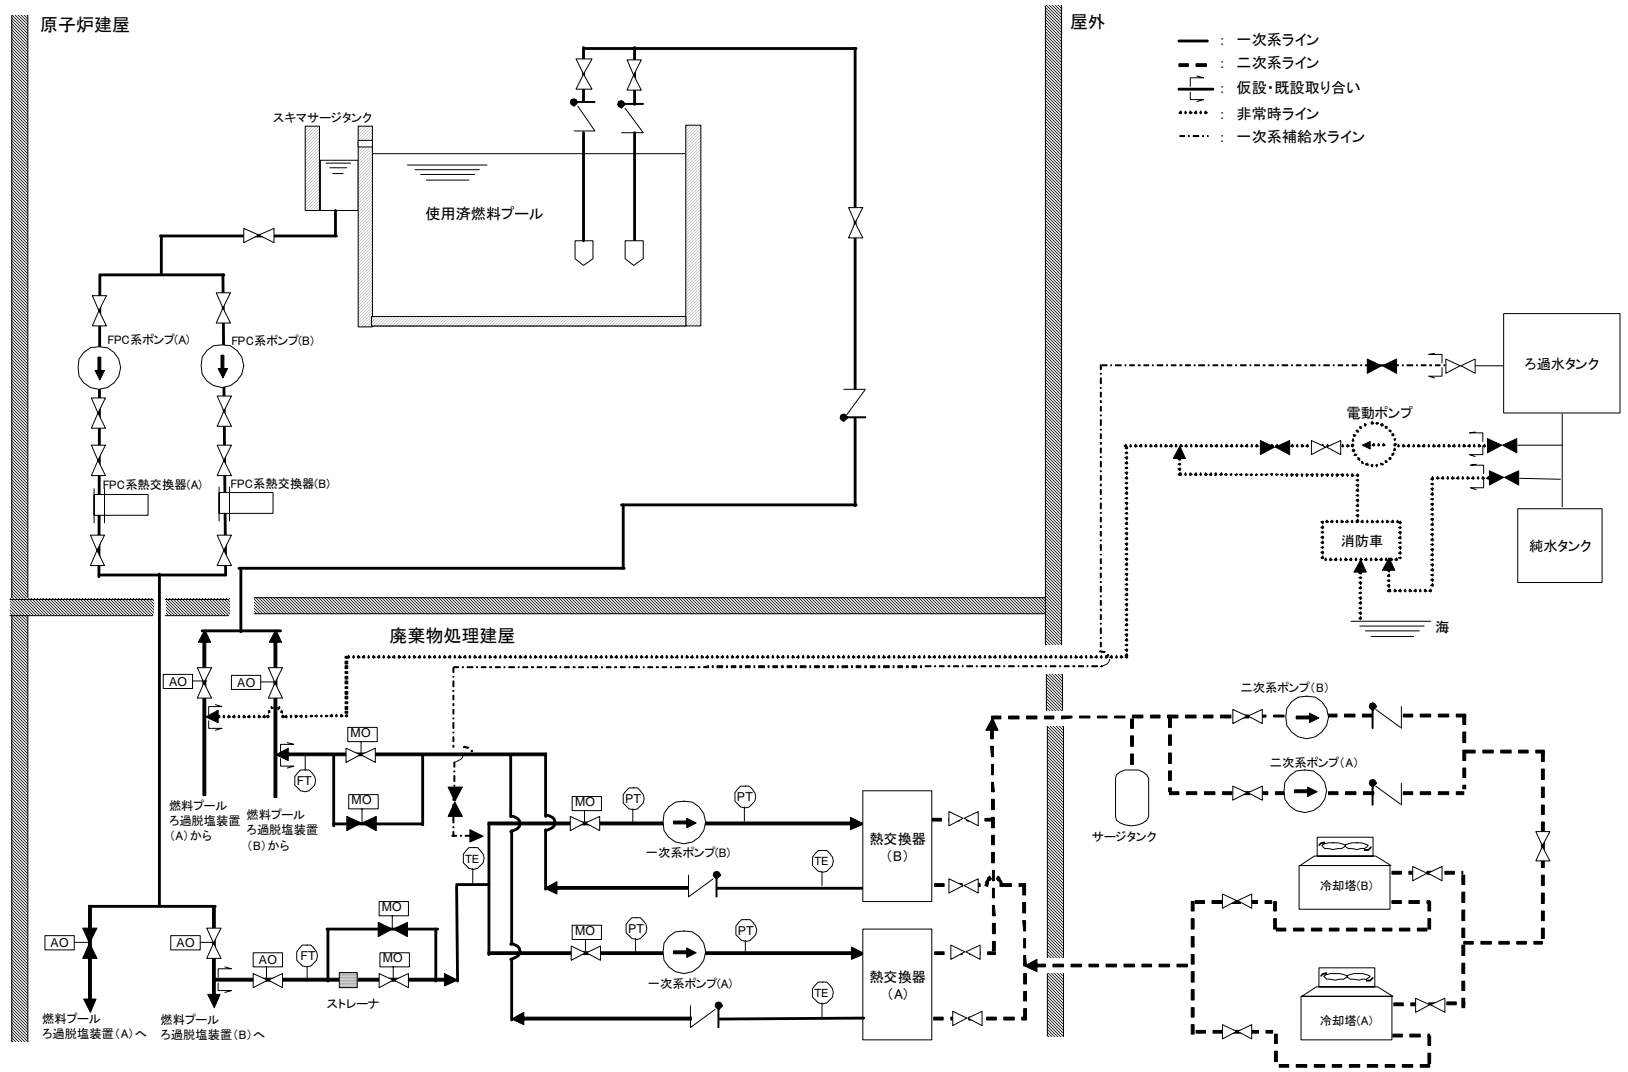 原子炉建屋
屋外
： 一次系ライン
： 二次系ライン
： 仮設・既設取り合い
： 非常時ライン
： 一次系補給水ライン
スキマサージタンク
使用済燃料プール
FPC系ポンプ(A)
FPC系ポンプ(B)
FPC系熱交換器(A)
FPC系熱交換器(B)
ろ過水タンク
電動ポンプ
消防車
純水タンク
海
廃棄物処理建屋
AO
AO
MO
FT
MO
燃料プール
ろ過脱塩装置
(A)から
燃料プール
ろ過脱塩装置
(B)から
TE
MO
PT
PT
一次系ポンプ(B)
TE
熱交換器
(B)
MO
PT
PT
一次系ポンプ(A)
TE
熱交換器
(A)
二次系ポンプ(B)
二次系ポンプ(A)
サージタンク
冷却塔(B)
冷却塔(A)
AO
AO
AO
FT
MO
MO
ストレーナ
燃料プール
ろ過脱塩装置(A)へ
燃料プール
ろ過脱塩装置(B)へ